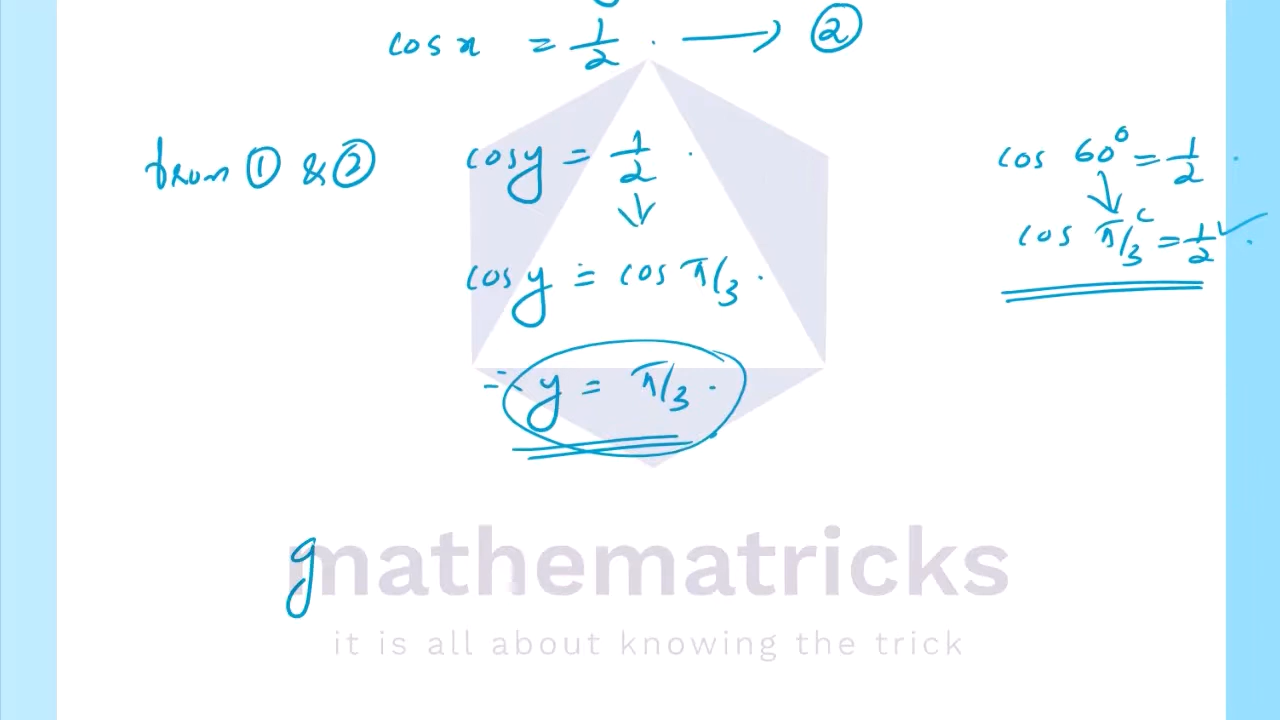 cos x = 1/2 . → ②
from ① & ② cos y = 1/2 .
cos 60° = 1/2 .
cos π/3ᶜ = 1/2 ✓ .
cos y = cos π/3 .
∴ y = π/3 .
g
mathematricks
it is all about knowing the trick